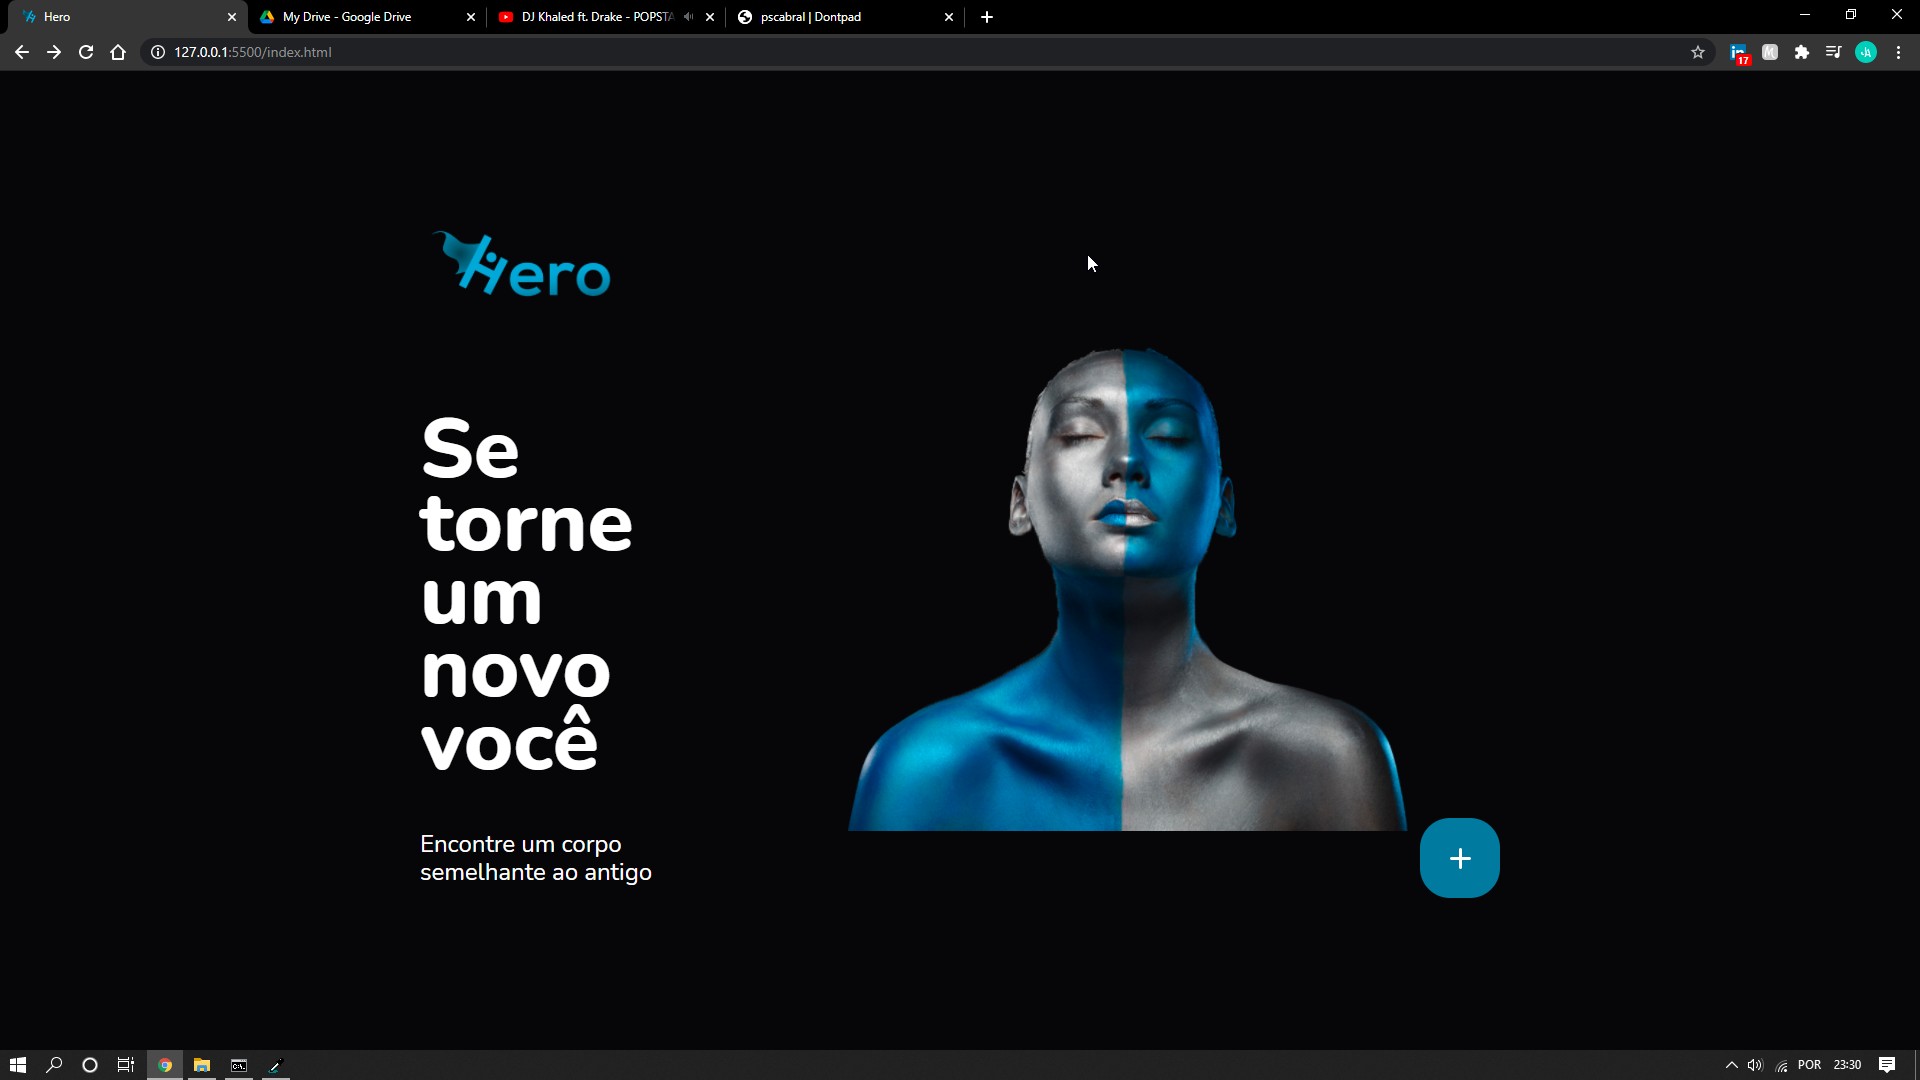 Hero
My Drive - Google Drive
DJ Khaled ft. Drake - POPSTA
pscabral | Dontpad
127.0.0.1:5500/index.html
17
Hero
Se
torne
um
novo
você
Encontre um corpo
semelhante ao antigo
+
POR
23:30